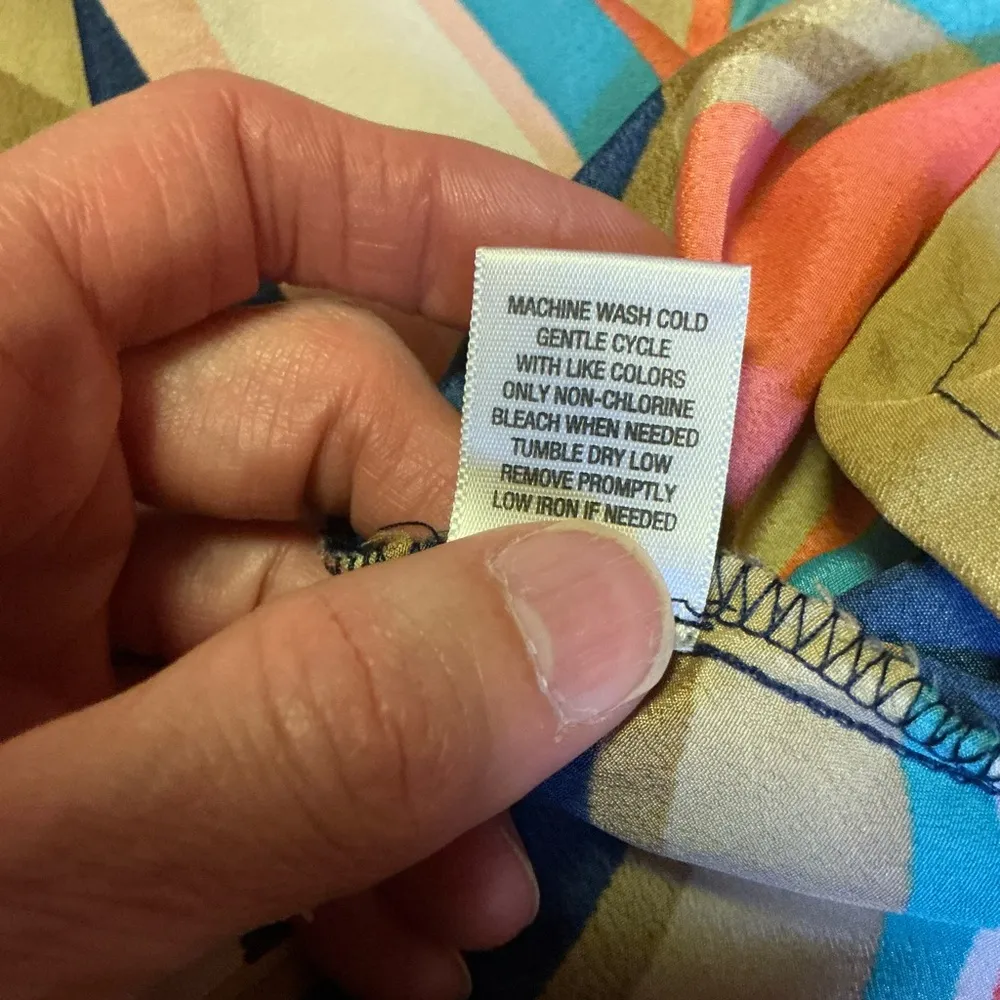 MACHINE WASH COLD
GENTLE CYCLE
WITH LIKE COLORS
ONLY NON-CHLORINE
BLEACH WHEN NEEDED
TUMBLE DRY LOW
REMOVE PROMPTLY
LOW IRON IF NEEDED